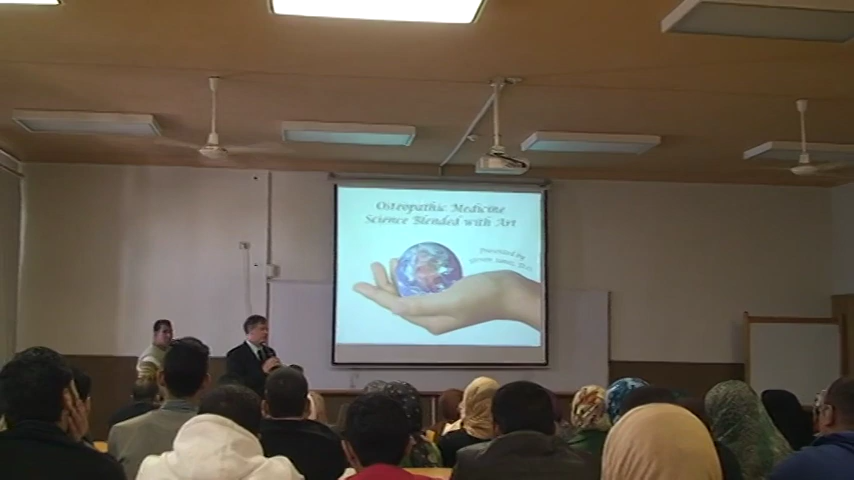 Osteopathic Medicine
Science Blended with Art
Presented by
D.O.